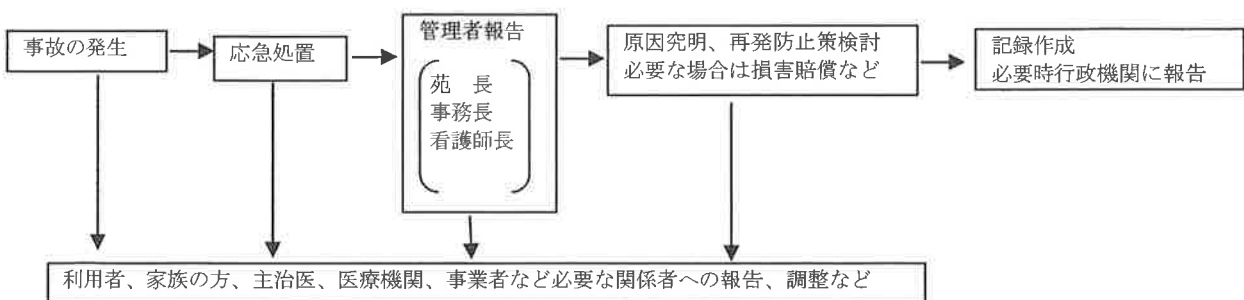 事故の発生
応急処置
管理者報告
苑　長
事務長
看護師長
原因究明、再発防止策検討
必要な場合は損害賠償など
記録作成
必要時行政機関に報告
利用者、家族の方、主治医、医療機関、事業者など必要な関係者への報告、調整など